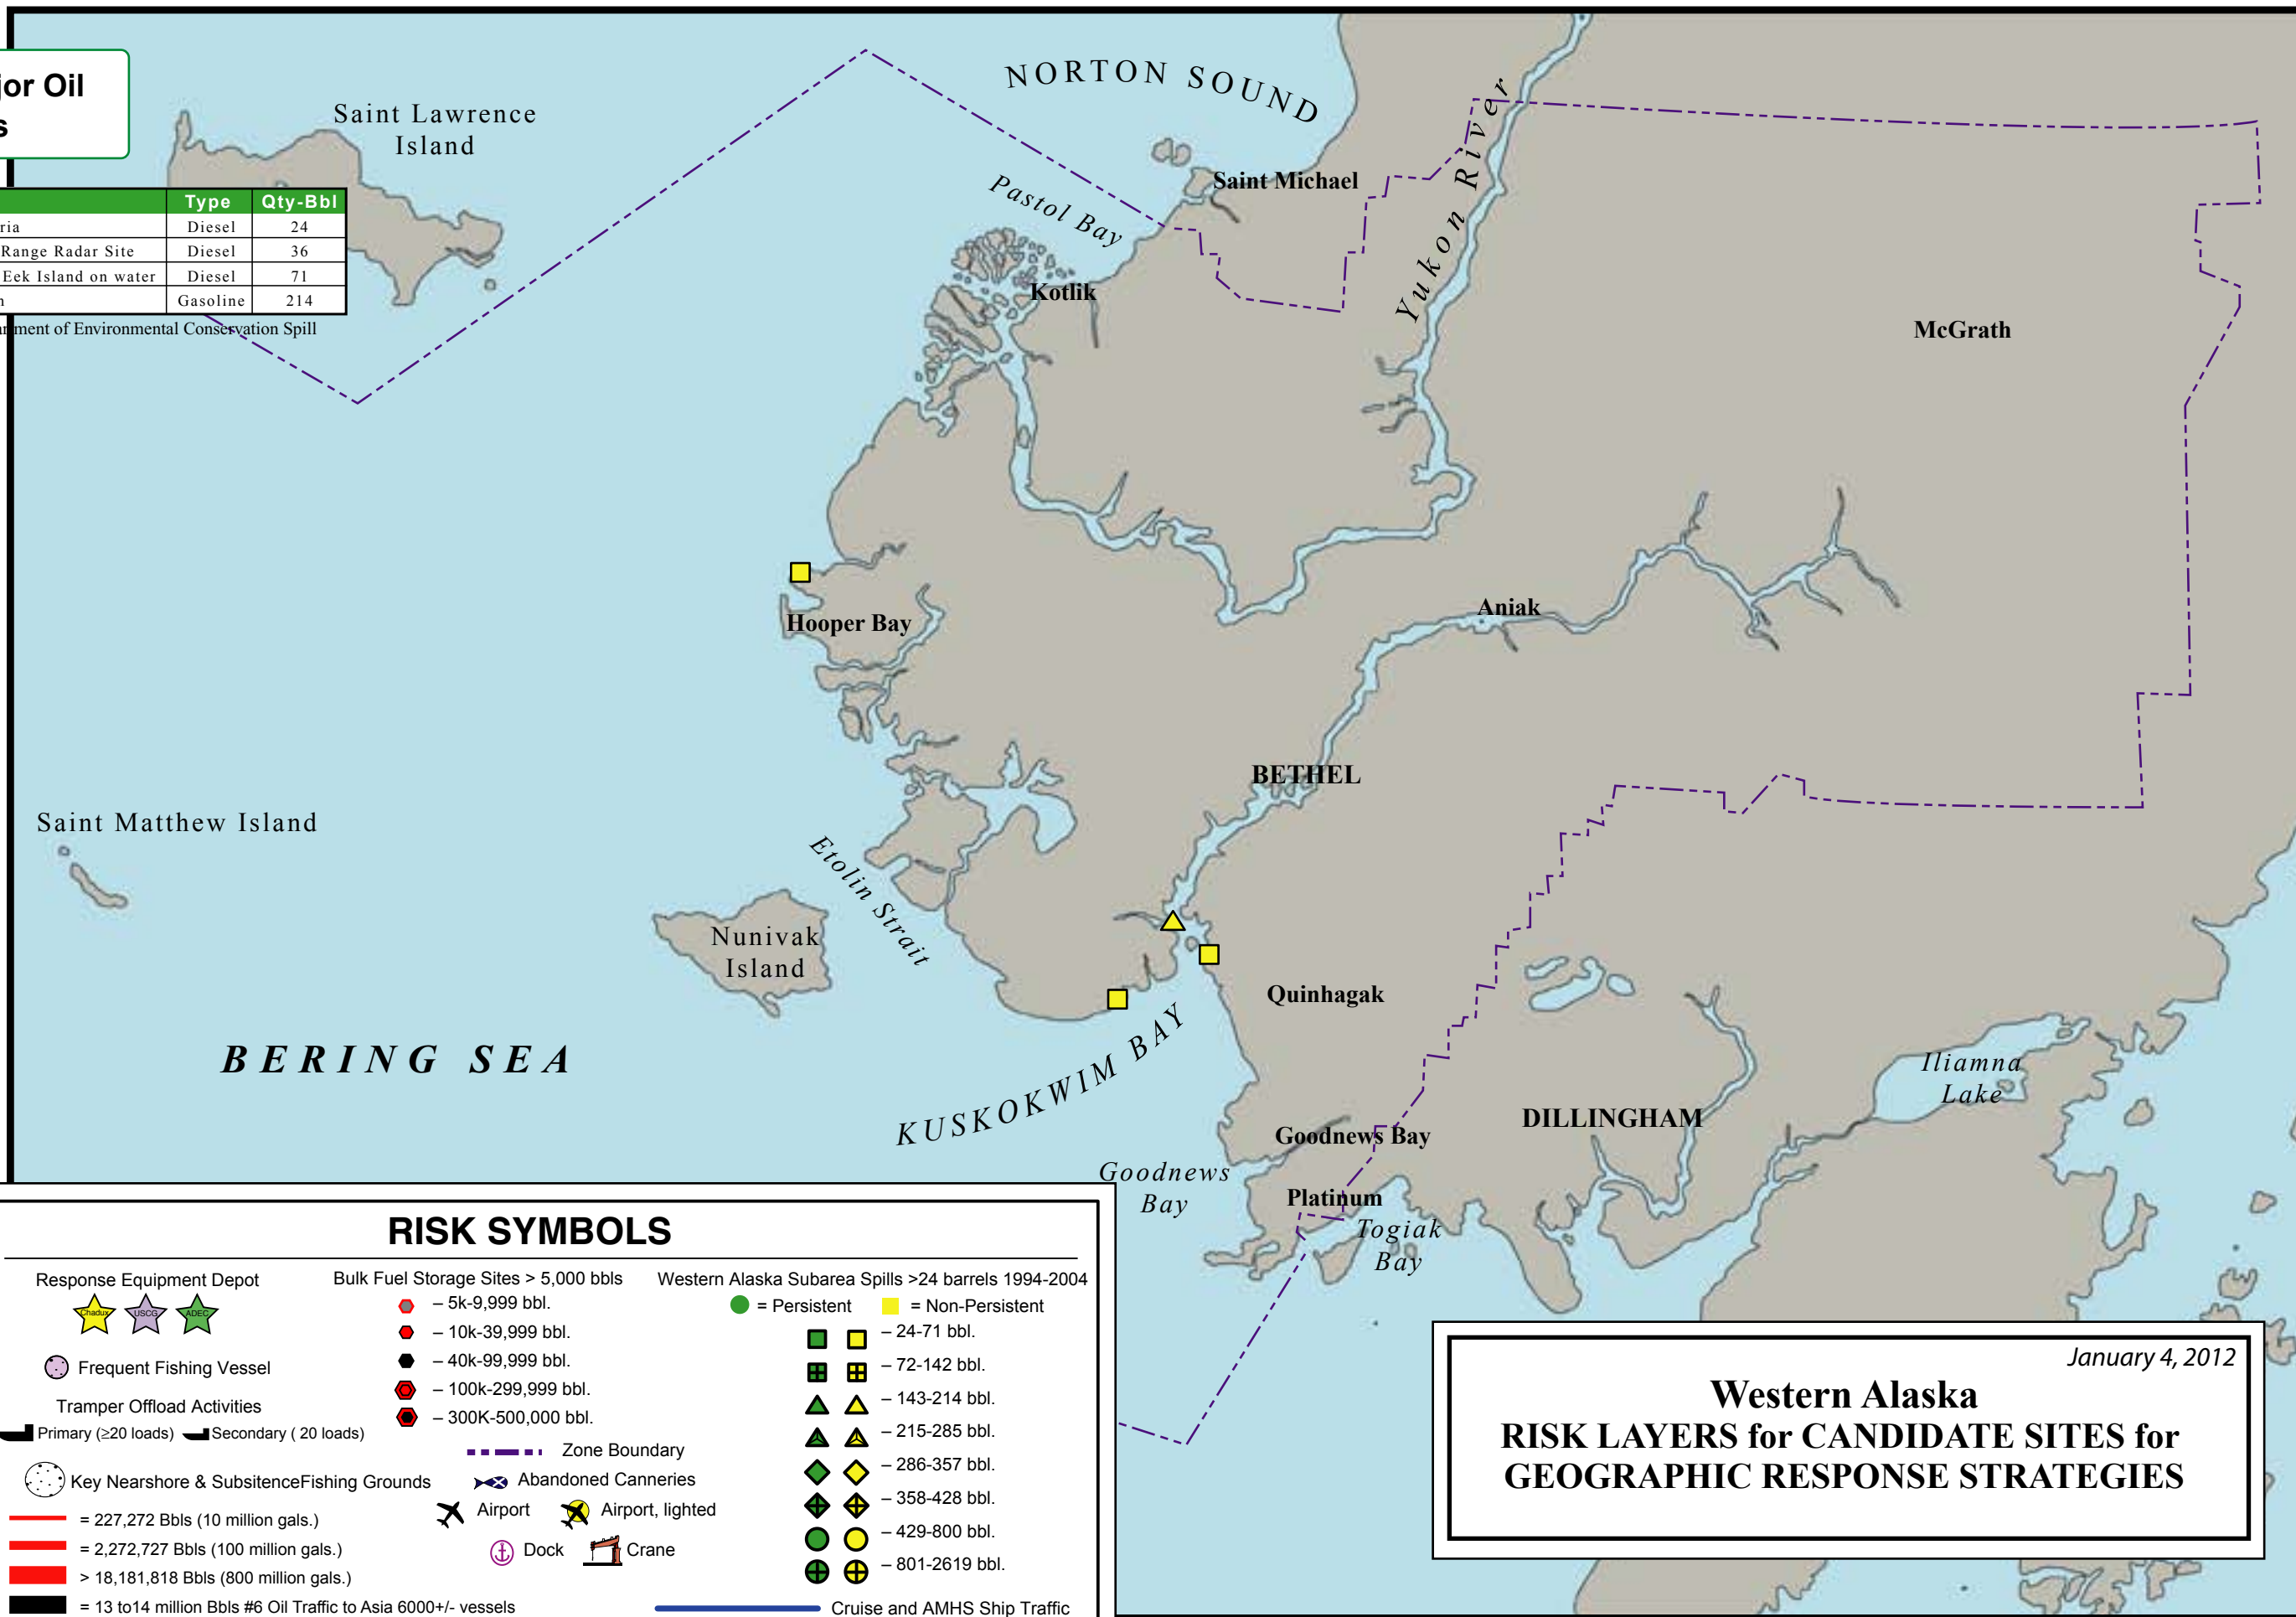 jor Oil
s
Type Qty-Bbl
ria Diesel 24
Range Radar Site Diesel 36
Eek Island on water Diesel 71
n Gasoline 214
artment of Environmental Conservation Spill
Saint Lawrence
Island
NORTON SOUND
Saint Michael
Pastol Bay
Kotlik
Yukon River
McGrath
Hooper Bay
Aniak
BETHEL
Saint Matthew Island
Etolin Strait
Nunivak
Island
Quinhagak
BERING SEA
KUSKOKWIM BAY
Iliamna
Lake
DILLINGHAM
Goodnews Bay
Goodnews
Bay
Platinum
Togiak
Bay
RISK SYMBOLS
Response Equipment Depot
Chadux USCG ADEC
Frequent Fishing Vessel
Tramper Offload Activities
Primary (≥20 loads) Secondary ( 20 loads)
Key Nearshore & SubsitenceFishing Grounds
= 227,272 Bbls (10 million gals.)
= 2,272,727 Bbls (100 million gals.)
> 18,181,818 Bbls (800 million gals.)
= 13 to14 million Bbls #6 Oil Traffic to Asia 6000+/- vessels
Bulk Fuel Storage Sites > 5,000 bbls
– 5k-9,999 bbl.
– 10k-39,999 bbl.
– 40k-99,999 bbl.
– 100k-299,999 bbl.
– 300K-500,000 bbl.
Zone Boundary
Abandoned Canneries
Airport Airport, lighted
Dock Crane
Western Alaska Subarea Spills >24 barrels 1994-2004
= Persistent = Non-Persistent
– 24-71 bbl.
– 72-142 bbl.
– 143-214 bbl.
– 215-285 bbl.
– 286-357 bbl.
– 358-428 bbl.
– 429-800 bbl.
– 801-2619 bbl.
Cruise and AMHS Ship Traffic
January 4, 2012
Western Alaska
RISK LAYERS for CANDIDATE SITES for
GEOGRAPHIC RESPONSE STRATEGIES